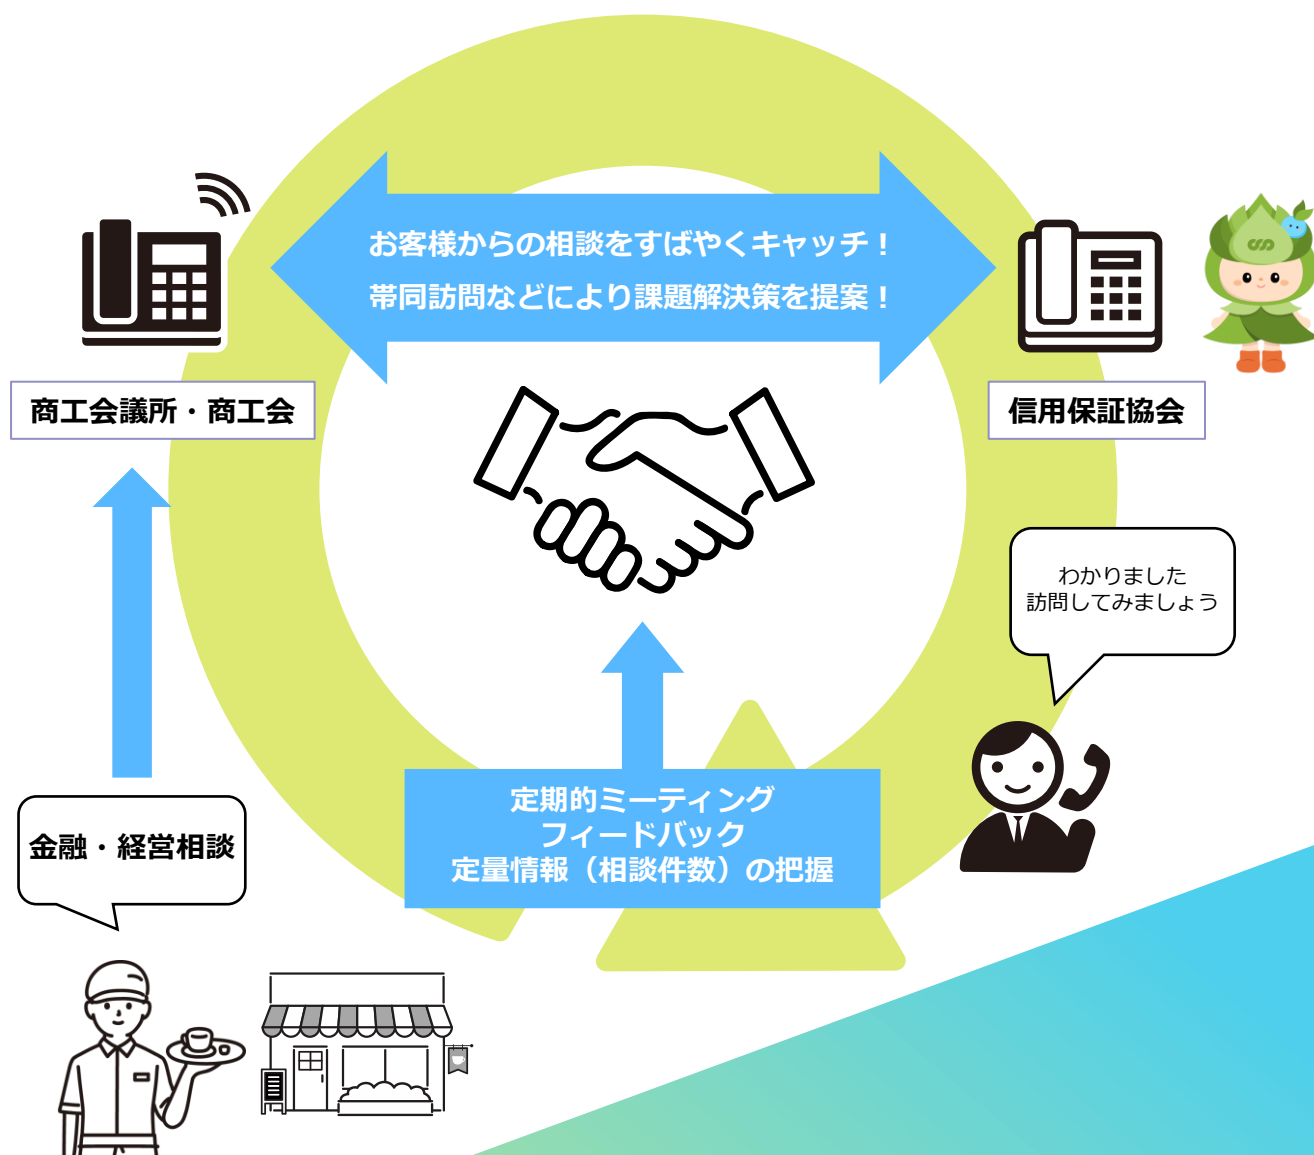 お客様からの相談をすばやくキャッチ！
帯同訪問などにより課題解決策を提案！
商工会議所・商工会
信用保証協会
わかりました
訪問してみましょう
定期的ミーティング
フィードバック
定量情報（相談件数）の把握
金融・経営相談